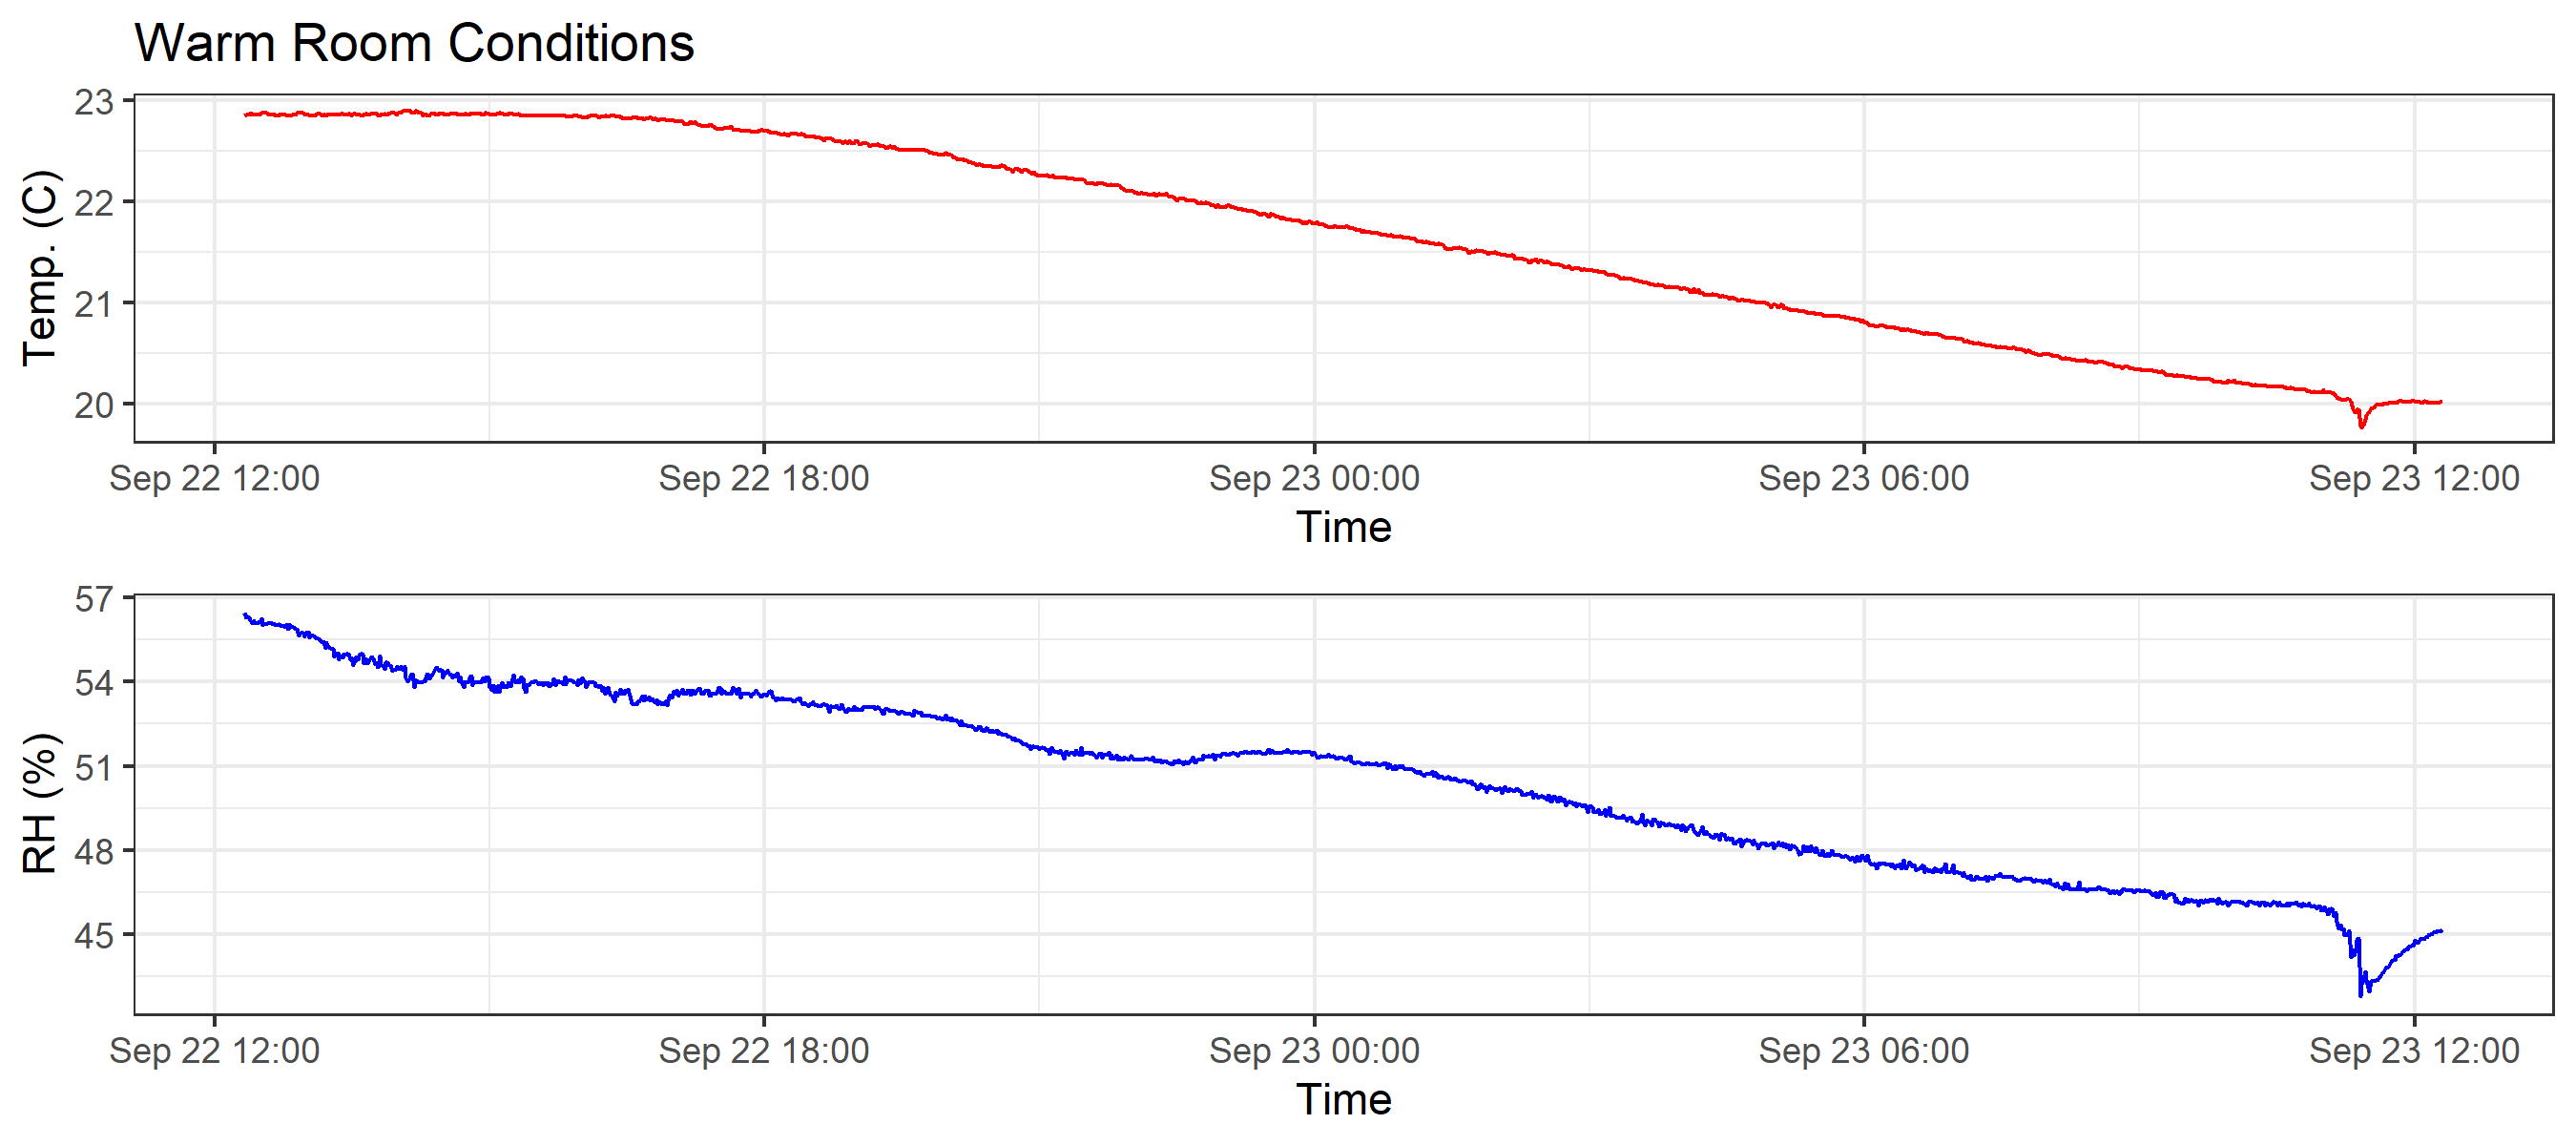 Warm Room Conditions
Temp. (C)
23
22
21
20
Sep 22 12:00 Sep 22 18:00 Sep 23 00:00 Sep 23 06:00 Sep 23 12:00
Time
RH (%)
57
54
51
48
45
Sep 22 12:00 Sep 22 18:00 Sep 23 00:00 Sep 23 06:00 Sep 23 12:00
Time